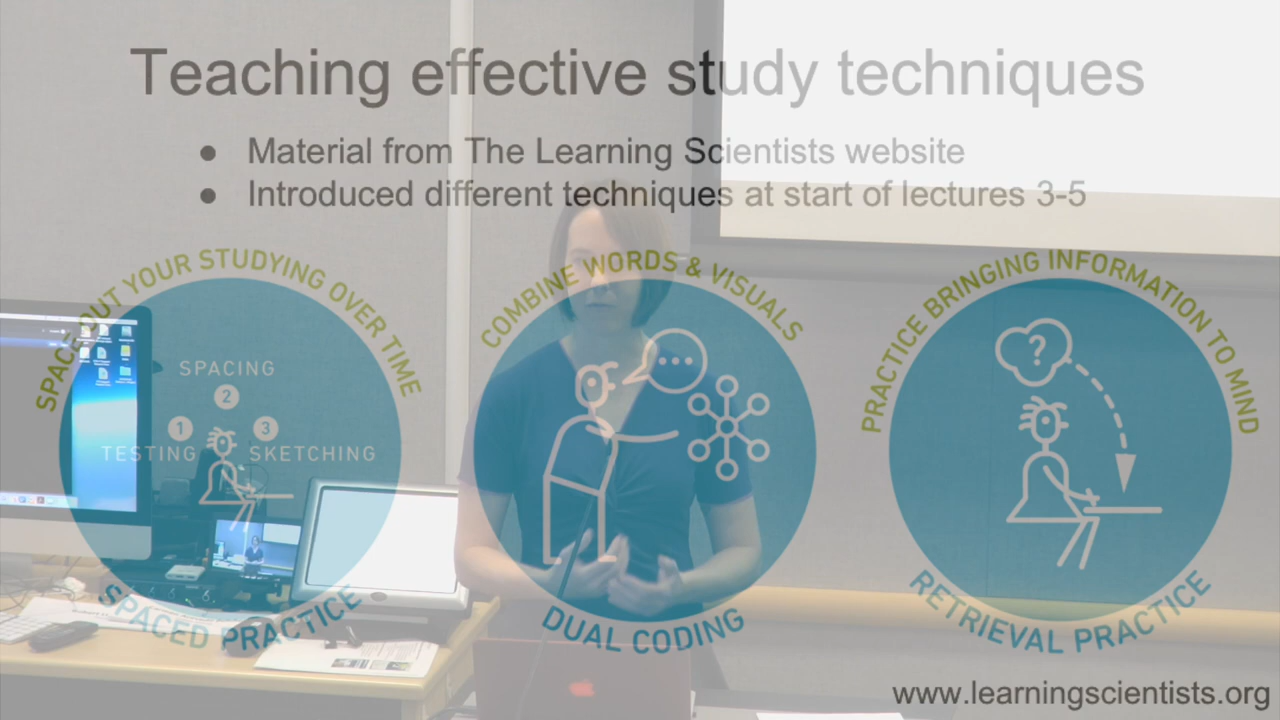 Teaching effective study techniques
● Material from The Learning Scientists website
● Introduced different techniques at start of lectures 3-5
SPACE OUT YOUR STUDYING OVER TIME
SPACING
2
1
3
TESTING
SKETCHING
SPACED PRACTICE
COMBINE WORDS & VISUALS
DUAL CODING
PRACTICE BRINGING INFORMATION TO MIND
?
RETRIEVAL PRACTICE
www.learningscientists.org